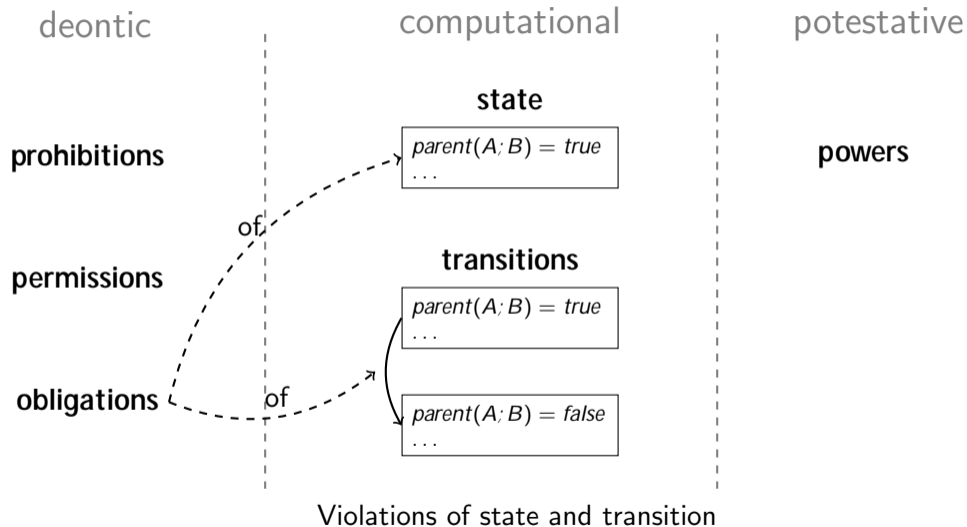 deontic
computational
potestative
state
prohibitions
parent(A; B) = true
...
powers
of
permissions
transitions
parent(A; B) = true
...
obligations
of
parent(A; B) = false
...
Violations of state and transition